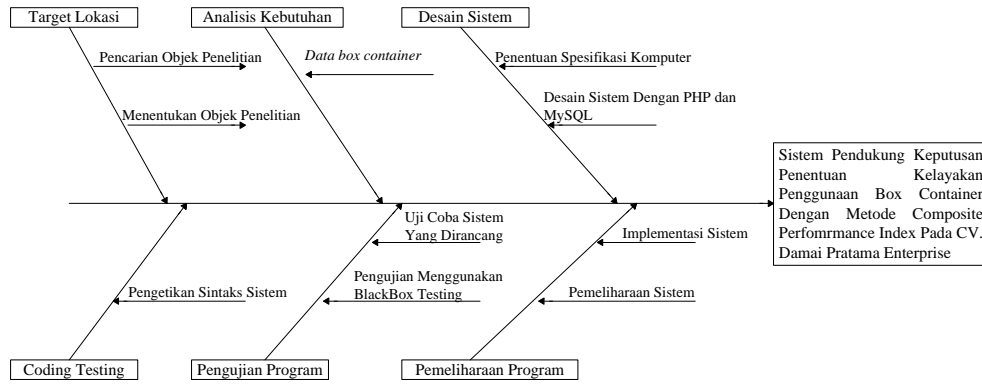 Target Lokasi
Analisis Kebutuhan
Desain Sistem
Pencarian Objek Penelitian
Data box container
Penentuan Spesifikasi Komputer
Menentukan Objek Penelitian
Desain Sistem Dengan PHP dan
MySQL
Sistem Pendukung Keputusan
Penentuan Kelayakan
Penggunaan Box Container
Dengan Metode Composite
Perfomrmance Index Pada CV.
Damai Pratama Enterprise
Uji Coba Sistem
Yang Dirancang
Implementasi Sistem
Pengetikan Sintaks Sistem
Pengujian Menggunakan
BlackBox Testing
Pemeliharaan Sistem
Coding Testing
Pengujian Program
Pemeliharaan Program